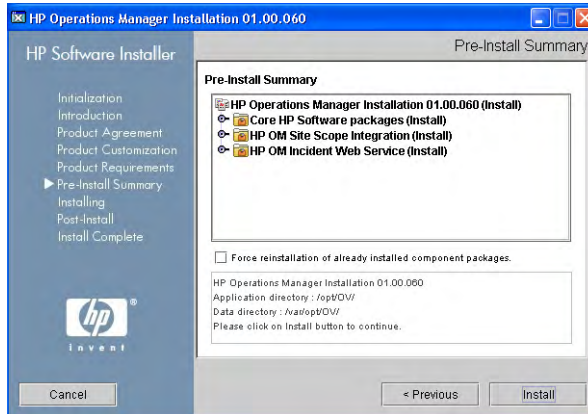 HP Operations Manager Installation 01.00.060
HP Software Installer
Pre-Install Summary
Initialization
Introduction
Product Agreement
Product Customization
Product Requirements
Pre-Install Summary
Installing
Post-Install
Install Complete
hp
®
invent
Pre-Install Summary
HP Operations Manager Installation 01.00.060 (Install)
Core HP Software packages (Install)
HP OM Site Scope Integration (Install)
HP OM Incident Web Service (Install)
Force reinstallation of already installed component packages.
HP Operations Manager Installation 01.00.060
Application directory : /opt/OV/
Data directory : /var/opt/OV/
Please click on Install button to continue.
Cancel
< Previous
Install